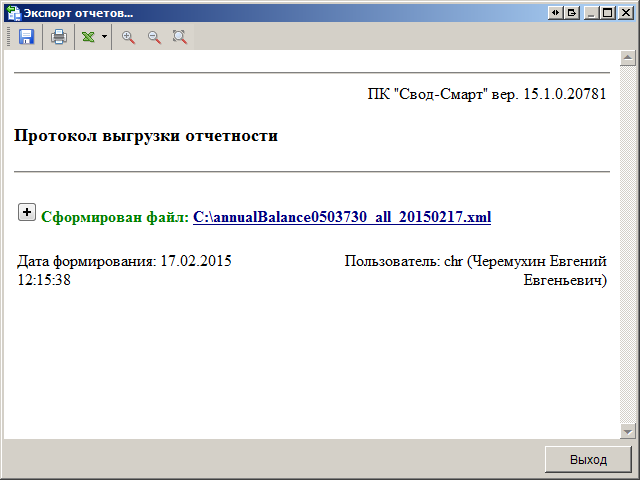 Экспорт отчетов...
ПК "Свод-Смарт" вер. 15.1.0.20781
Протокол выгрузки отчетности
Сформирован файл: C:\annualBalance0503730_all_20150217.xml
Дата формирования: 17.02.2015
12:15:38
Пользователь: chr (Черемухин Евгений
Евгеньевич)
Выход